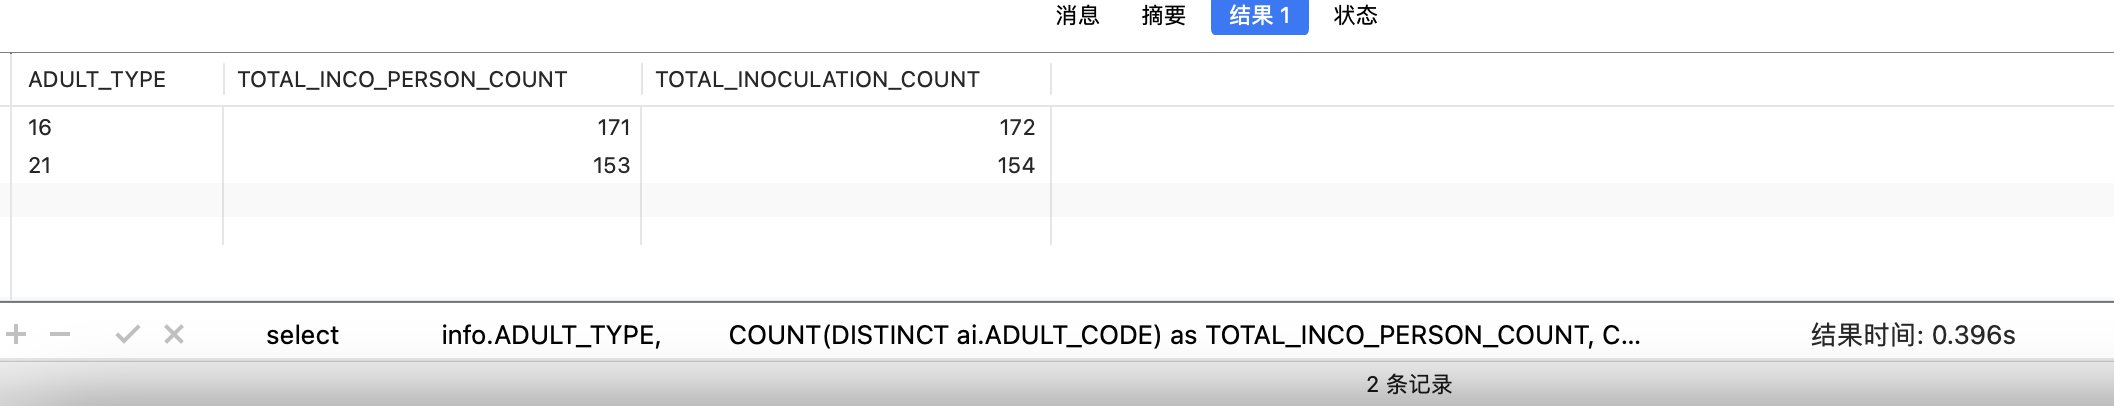 消息 摘要 结果 1 状态
ADULT_TYPE TOTAL_INCO_PERSON_COUNT TOTAL_INOCULATION_COUNT
16 171 172
21 153 154
select info.ADULT_TYPE, COUNT(DISTINCT ai.ADULT_CODE) as TOTAL_INCO_PERSON_COUNT, C... 结果时间: 0.396s
2 条记录